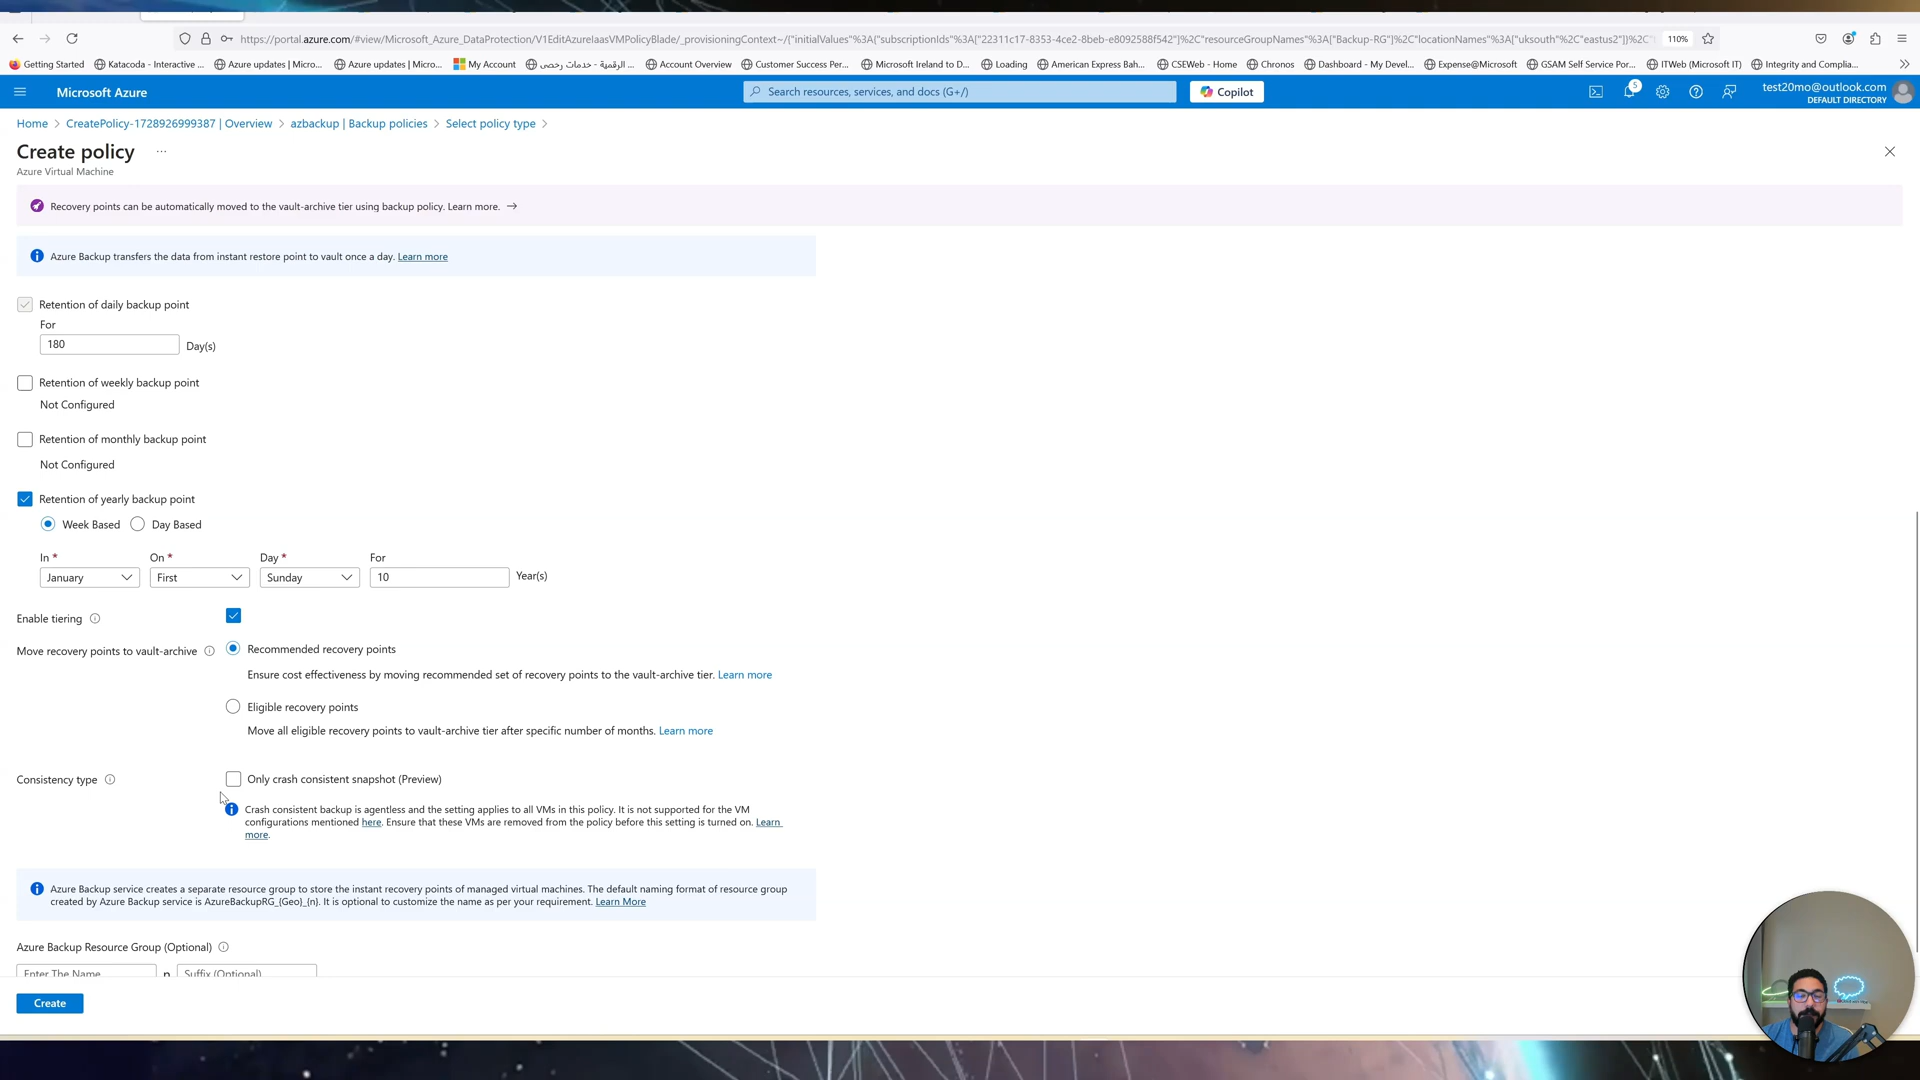 https://portal.azure.com/#view/Microsoft_Azure_DataProtection/V1EditAzureIaasVMPolicyBlade/_provisioningContext~/{"initialValues"%3A{"subscriptionIds"%3A["22311c17-8353-4ce2-8beb-e8092588f542"]%2C"resourceGroupNames"%3A["Backup-RG"]%2C"locationNames"%3A["uksouth"%2C"eastus2"]}%2C"
110%
Getting Started
Katacoda - Interactive ...
Azure updates | Micro...
Azure updates | Micro...
My Account
الرقمية - خدمات رخصي ...
Account Overview
Customer Success Per...
Microsoft Ireland to D...
Loading
American Express Bah...
CSEWeb - Home
Chronos
Dashboard - My Devel...
Expense@Microsoft
GSAM Self Service Por...
ITWeb (Microsoft IT)
Integrity and Complia...
Microsoft Azure
Search resources, services, and docs (G+/)
Copilot
5
test20mo@outlook.com
DEFAULT DIRECTORY
Home > CreatePolicy-1728926999387 | Overview > azbackup | Backup policies > Select policy type >
Create policy ...
Azure Virtual Machine
Recovery points can be automatically moved to the vault-archive tier using backup policy. Learn more. →
Azure Backup transfers the data from instant restore point to vault once a day. Learn more
Retention of daily backup point
For
180 Day(s)
Retention of weekly backup point
Not Configured
Retention of monthly backup point
Not Configured
Retention of yearly backup point
Week Based Day Based
In * On * Day * For
January First Sunday 10 Year(s)
Enable tiering
Move recovery points to vault-archive
Recommended recovery points
Ensure cost effectiveness by moving recommended set of recovery points to the vault-archive tier. Learn more
Eligible recovery points
Move all eligible recovery points to vault-archive tier after specific number of months. Learn more
Consistency type
Only crash consistent snapshot (Preview)
Crash consistent backup is agentless and the setting applies to all VMs in this policy. It is not supported for the VM
configurations mentioned here. Ensure that these VMs are removed from the policy before this setting is turned on. Learn
more.
Azure Backup service creates a separate resource group to store the instant recovery points of managed virtual machines. The default naming format of resource group
created by Azure Backup service is AzureBackupRG_{Geo}_{n}. It is optional to customize the name as per your requirement. Learn More
Azure Backup Resource Group (Optional)
Enter The Name n Suffix (Optional)
Create